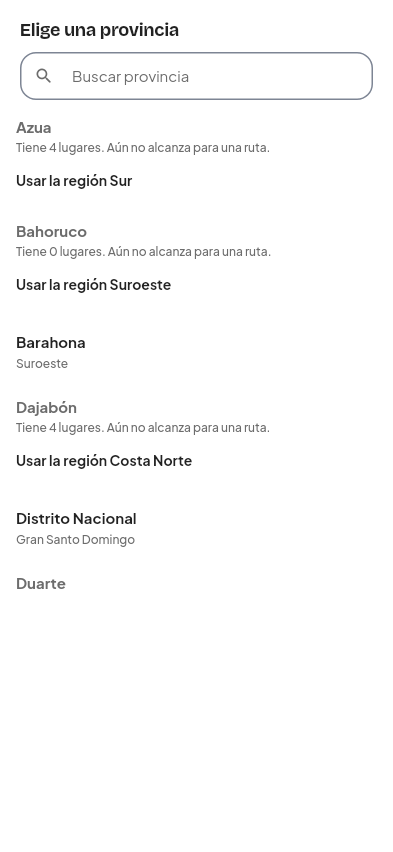 Elige una provincia
Buscar provincia
Azua
Tiene 4 lugares. Aún no alcanza para una ruta.
Usar la región Sur
Bahoruco
Tiene 0 lugares. Aún no alcanza para una ruta.
Usar la región Suroeste
Barahona
Suroeste
Dajabón
Tiene 4 lugares. Aún no alcanza para una ruta.
Usar la región Costa Norte
Distrito Nacional
Gran Santo Domingo
Duarte